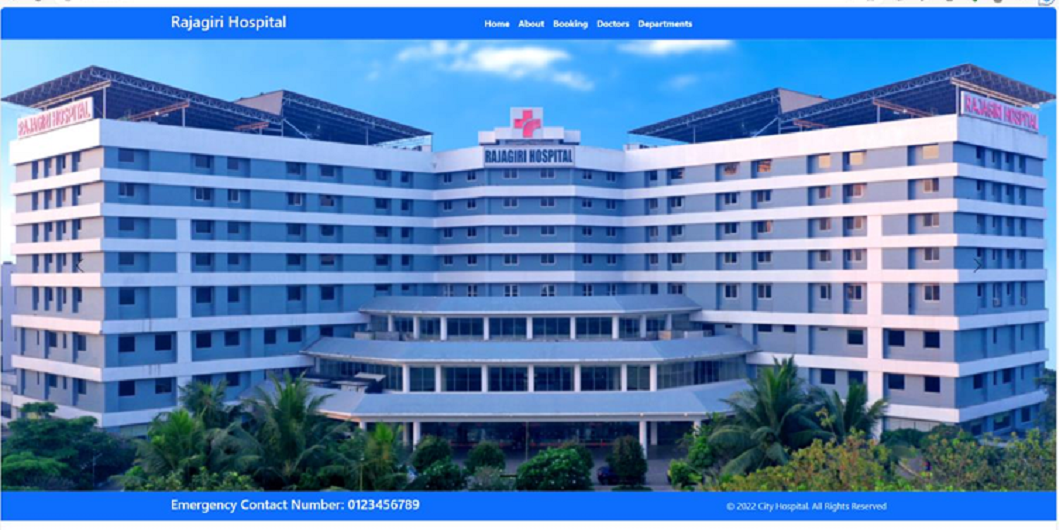 Rajagiri Hospital
Home About Booking Doctors Departments
RAJAGIRI HOSPITAL
RAJAGIRI HOSPITAL
RAJAGIRI HOSPITAL
Emergency Contact Number: 0123456789
© 2022 City Hospital. All Rights Reserved